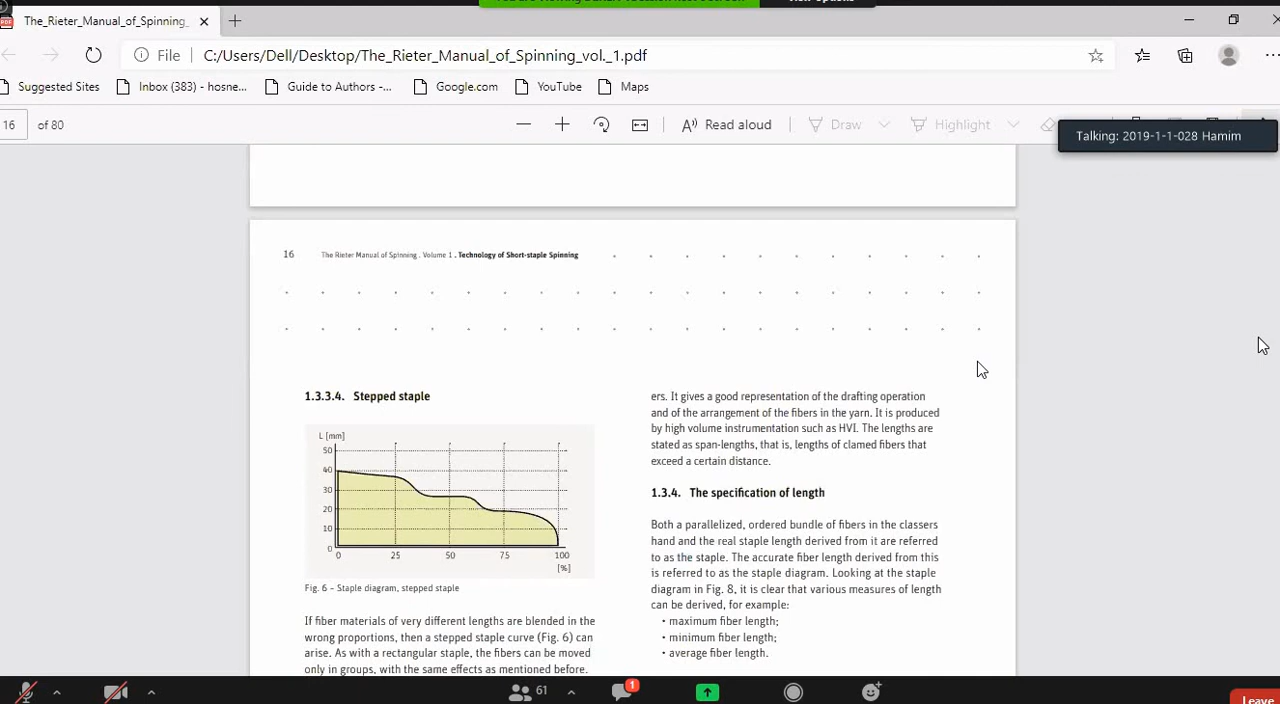 The_Rieter_Manual_of_Spinning_
File C:/Users/Dell/Desktop/The_Rieter_Manual_of_Spinning_vol._1.pdf
Suggested Sites Inbox (383) - hosne... Guide to Authors -... Google.com YouTube Maps
16 of 80 Read aloud Draw Highlight
Talking: 2019-1-1-028 Hamim
16 The Rieter Manual of Spinning . Volume 1 . Technology of Short-staple Spinning
1.3.3.4. Stepped staple
L [mm]
50
40
30
20
10
0
0 25 50 75 100
[%]
Fig. 6 – Staple diagram, stepped staple
If fiber materials of very different lengths are blended in the
wrong proportions, then a stepped staple curve (Fig. 6) can
arise. As with a rectangular staple, the fibers can be moved
only in groups, with the same effects as mentioned before.
ers. It gives a good representation of the drafting operation
and of the arrangement of the fibers in the yarn. It is produced
by high volume instrumentation such as HVI. The lengths are
stated as span-lengths, that is, lengths of clamed fibers that
exceed a certain distance.
1.3.4. The specification of length
Both a parallelized, ordered bundle of fibers in the classers
hand and the real staple length derived from it are referred
to as the staple. The accurate fiber length derived from this
is referred to as the staple diagram. Looking at the staple
diagram in Fig. 8, it is clear that various measures of length
can be derived, for example:
• maximum fiber length;
• minimum fiber length;
• average fiber length.
61
1
Leave